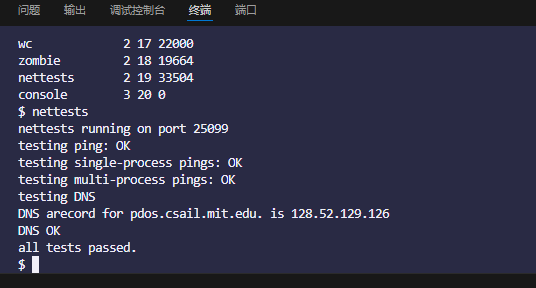 问题 输出 调试控制台 终端 端口
wc 2 17 22000
zombie 2 18 19664
nettests 2 19 33504
console 3 20 0
$ nettests
nettests running on port 25099
testing ping: OK
testing single-process pings: OK
testing multi-process pings: OK
testing DNS
DNS arecord for pdos.csail.mit.edu. is 128.52.129.126
DNS OK
all tests passed.
$